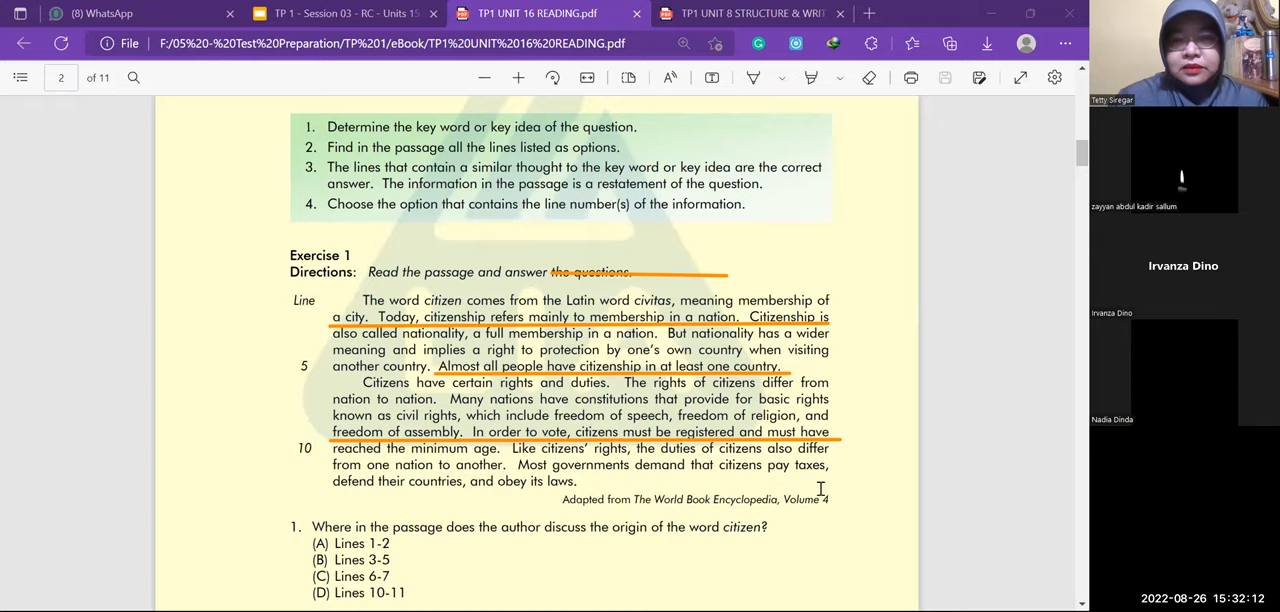 (8) WhatsApp
TP 1 - Session 03 - RC - Units 15
TP1 UNIT 16 READING.pdf
TP1 UNIT 8 STRUCTURE & WRIT
File
F:/05%20-%20Test%20Preparation/TP%201/eBook/TP1%20UNIT%2016%20READING.pdf
2
of 11
1. Determine the key word or key idea of the question.
2. Find in the passage all the lines listed as options.
3. The lines that contain a similar thought to the key word or key idea are the correct
answer. The information in the passage is a restatement of the question.
4. Choose the option that contains the line number(s) of the information.
Exercise 1
Directions: Read the passage and answer the questions.
Line The word citizen comes from the Latin word civitas, meaning membership of
a city. Today, citizenship refers mainly to membership in a nation. Citizenship is
also called nationality, a full membership in a nation. But nationality has a wider
meaning and implies a right to protection by one's own country when visiting
5 another country. Almost all people have citizenship in at least one country.
Citizens have certain rights and duties. The rights of citizens differ from
nation to nation. Many nations have constitutions that provide for basic rights
known as civil rights, which include freedom of speech, freedom of religion, and
freedom of assembly. In order to vote, citizens must be registered and must have
10 reached the minimum age. Like citizens' rights, the duties of citizens also differ
from one nation to another. Most governments demand that citizens pay taxes,
defend their countries, and obey its laws.
Adapted from The World Book Encyclopedia, Volume 4
1. Where in the passage does the author discuss the origin of the word citizen?
(A) Lines 1-2
(B) Lines 3-5
(C) Lines 6-7
(D) Lines 10-11
Tetty Siregar
zayyan abdul kadir sallum
Irvanza Dino
Irvanza Dino
Nadia Dinda
2022-08-26 15:32:12